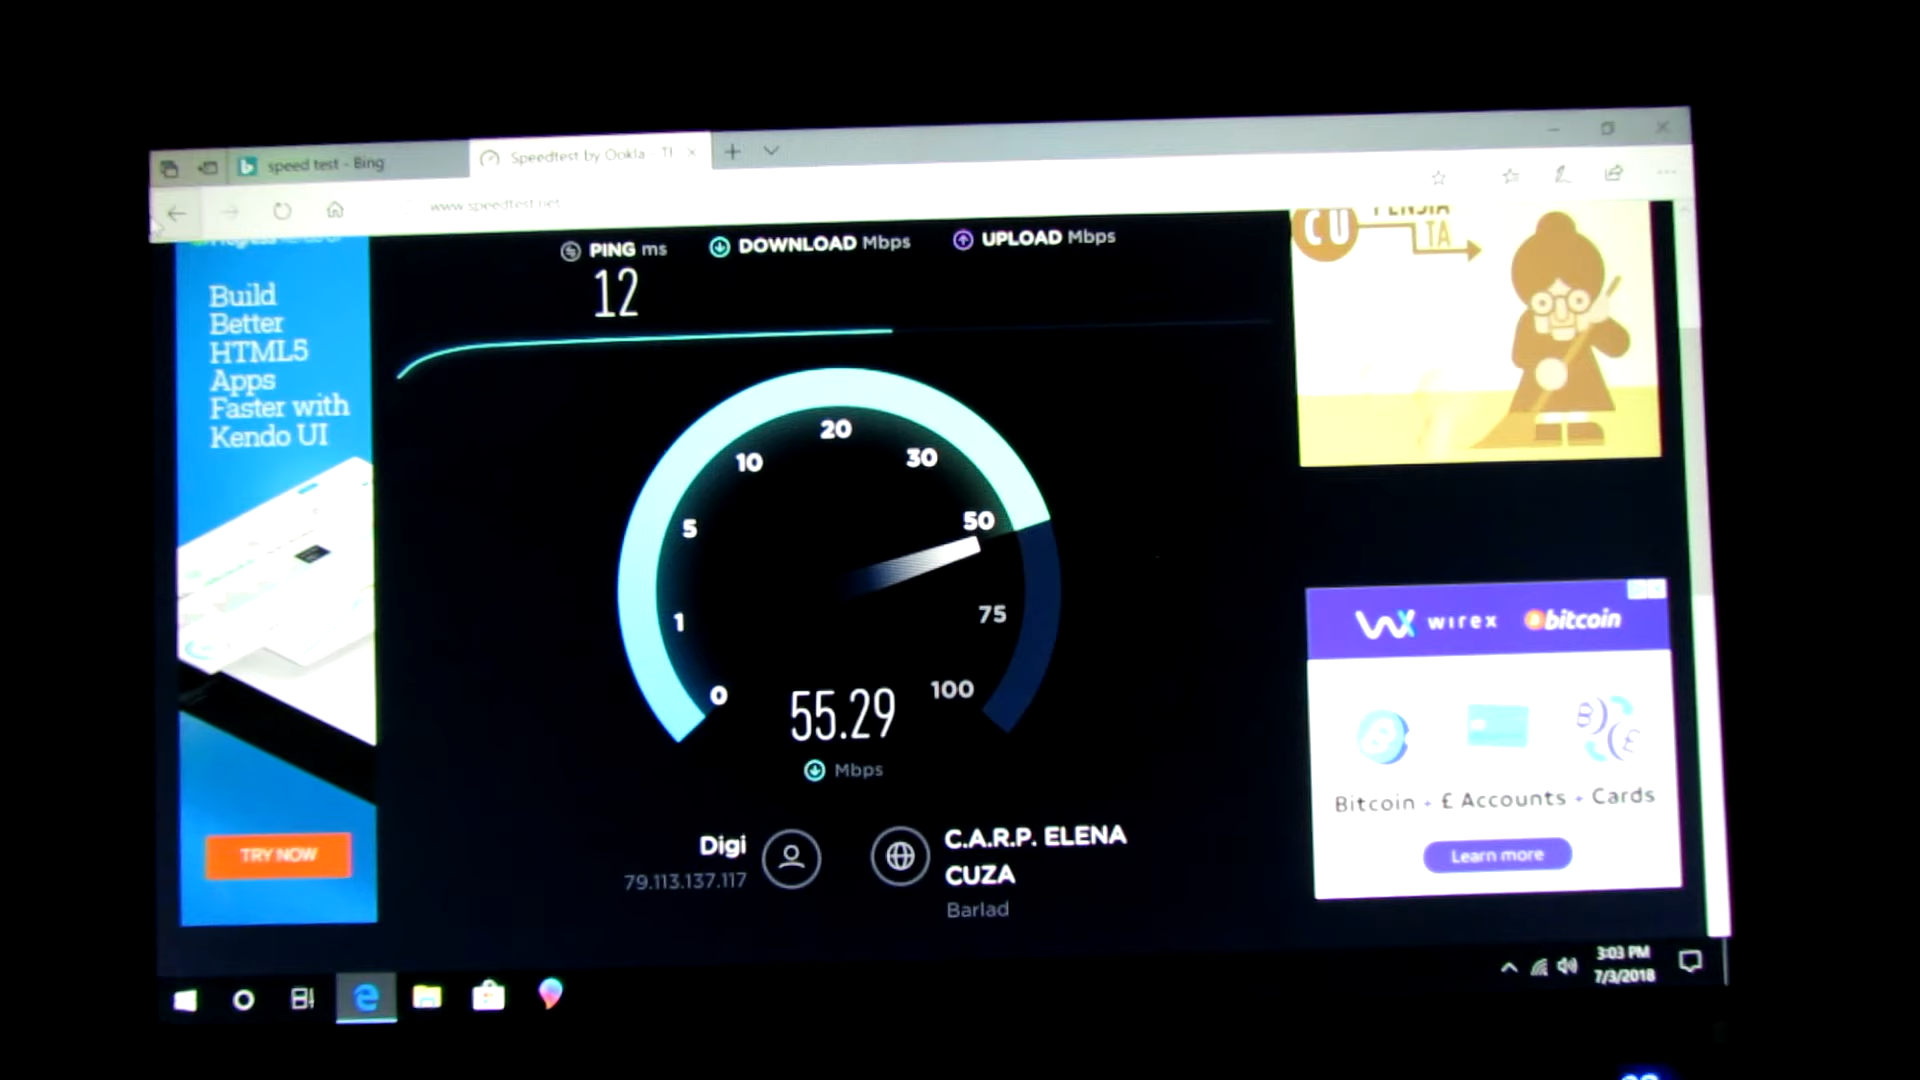 speed test - Bing
Speedtest by Ookla
www.speedtest.net
Build
Better
HTML5
Apps
Faster with
Kendo UI
TRY NOW
PING ms
12
DOWNLOAD Mbps
UPLOAD Mbps
0
1
5
10
20
30
50
75
100
55.29
Mbps
Digi
79.113.137.117
C.A.R.P. ELENA
CUZA
Barlad
CU
TA
wirex
bitcoin
Bitcoin + £ Accounts + Cards
Learn more
3:03 PM
7/3/2018